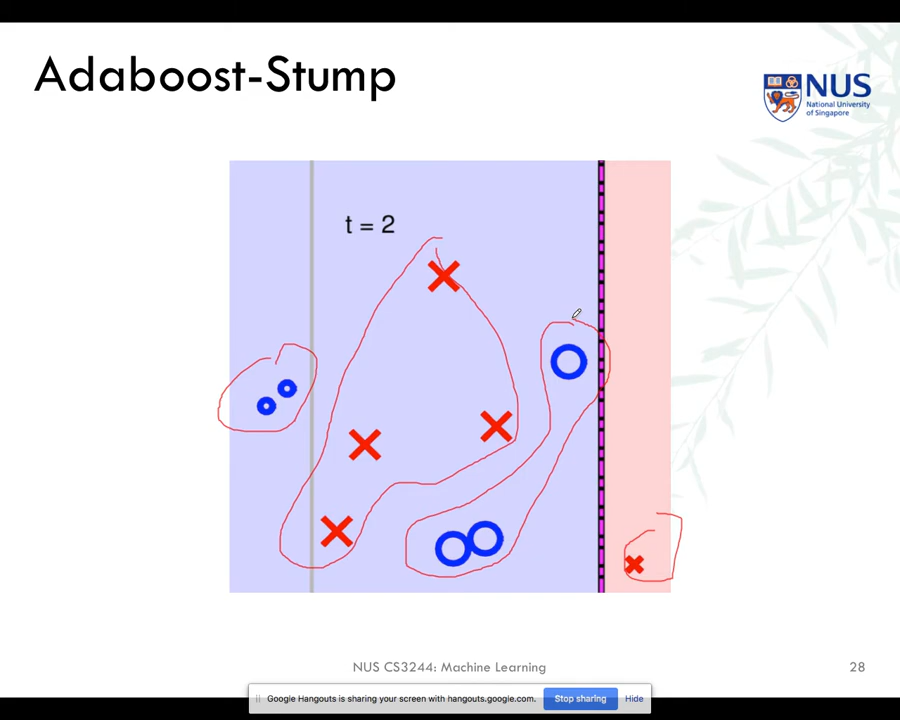 Adaboost-Stump
NUS
National University
of Singapore
t = 2
NUS CS3244: Machine Learning
28
Google Hangouts is sharing your screen with hangouts.google.com.
Stop sharing
Hide